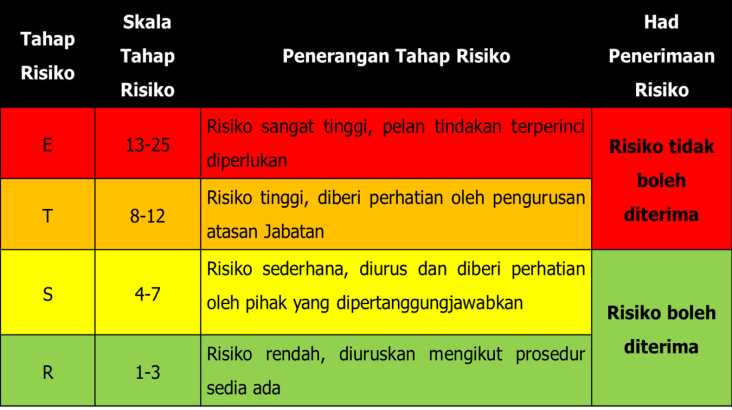 Tahap
Risiko
Skala
Tahap
Risiko
Penerangan Tahap Risiko
Had
Penerimaan
Risiko
E
13-25
Risiko sangat tinggi, pelan tindakan terperinci
diperlukan
Risiko tidak
boleh
diterima
T
8-12
Risiko tinggi, diberi perhatian oleh pengurusan
atasan Jabatan
S
4-7
Risiko sederhana, diurus dan diberi perhatian
oleh pihak yang dipertanggungjawabkan
Risiko boleh
diterima
R
1-3
Risiko rendah, diuruskan mengikut prosedur
sedia ada